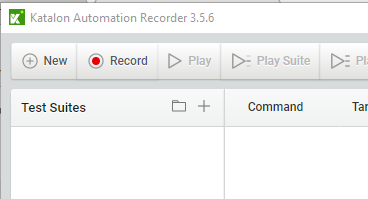 Katalon Automation Recorder 3.5.6
New Record Play Play Suite
Test Suites Command